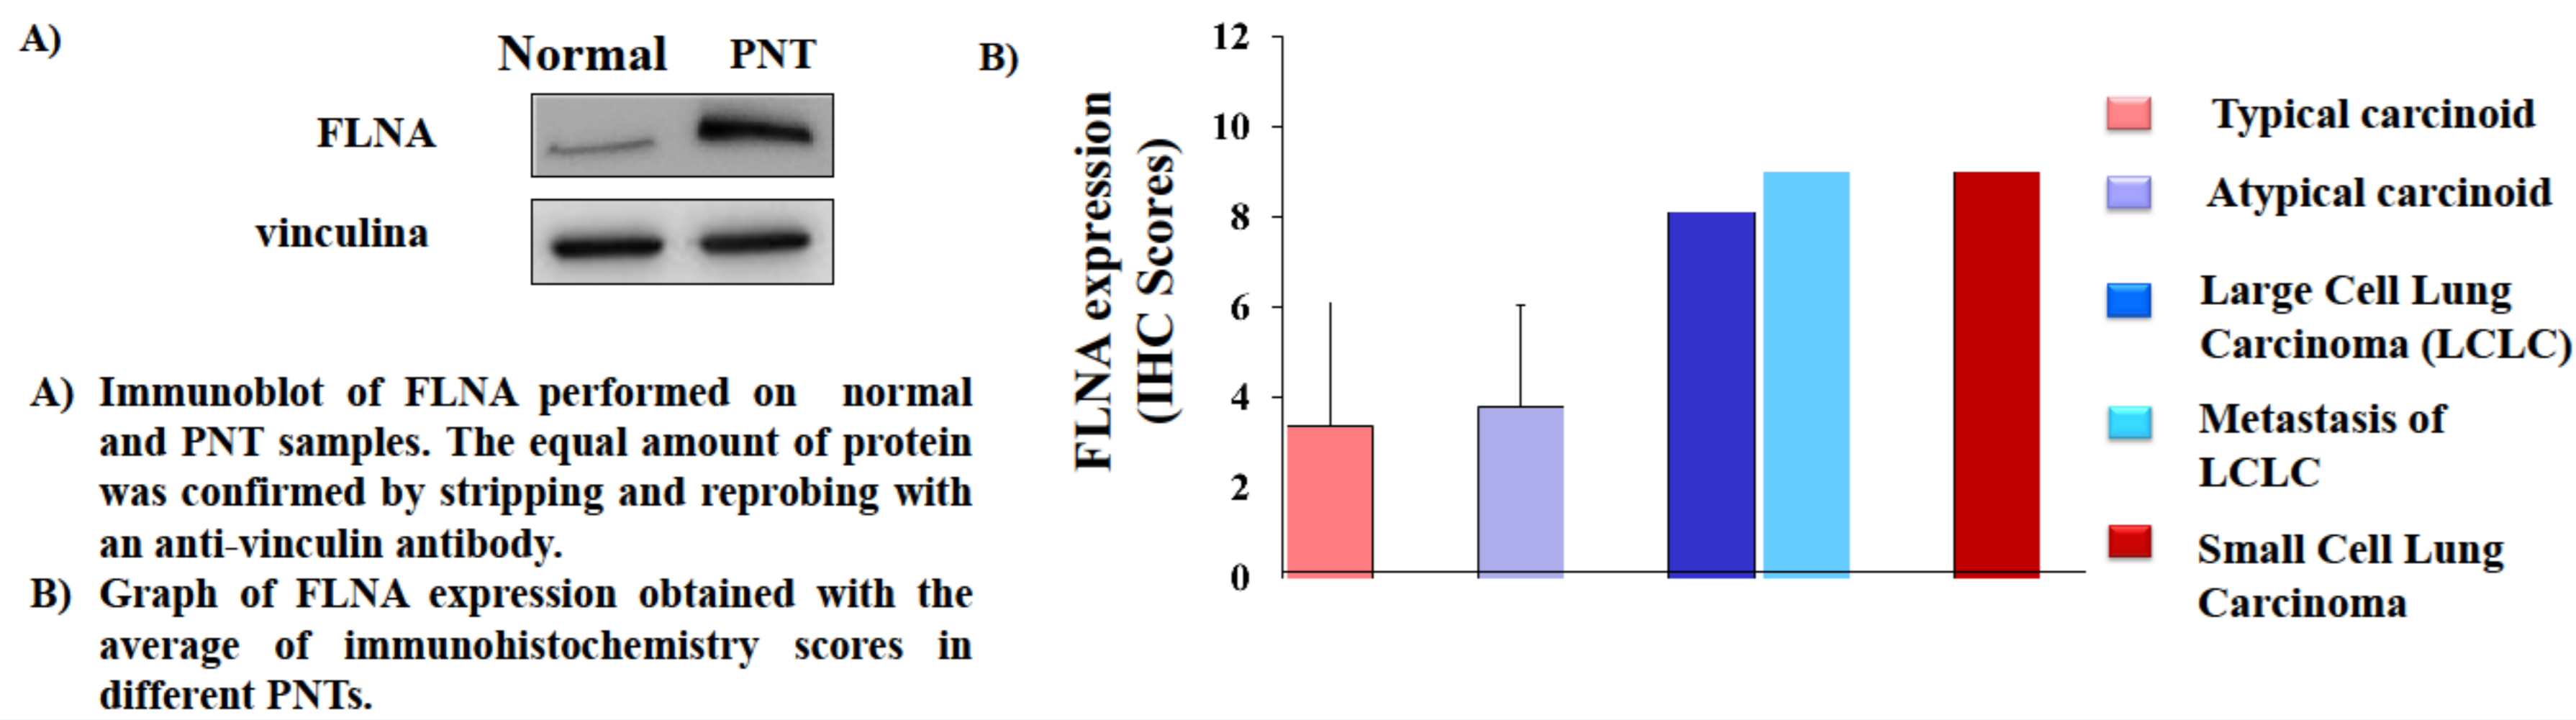 A)
Normal PNT
FLNA
vinculina
A) Immunoblot of FLNA performed on normal
and PNT samples. The equal amount of protein
was confirmed by stripping and reprobing with
an anti-vinculin antibody.
B) Graph of FLNA expression obtained with the
average of immunohistochemistry scores in
different PNTs.
B)
FLNA expression
(IHC Scores)
12
10
8
6
4
2
0
Typical carcinoid
Atypical carcinoid
Large Cell Lung
Carcinoma (LCLC)
Metastasis of
LCLC
Small Cell Lung
Carcinoma